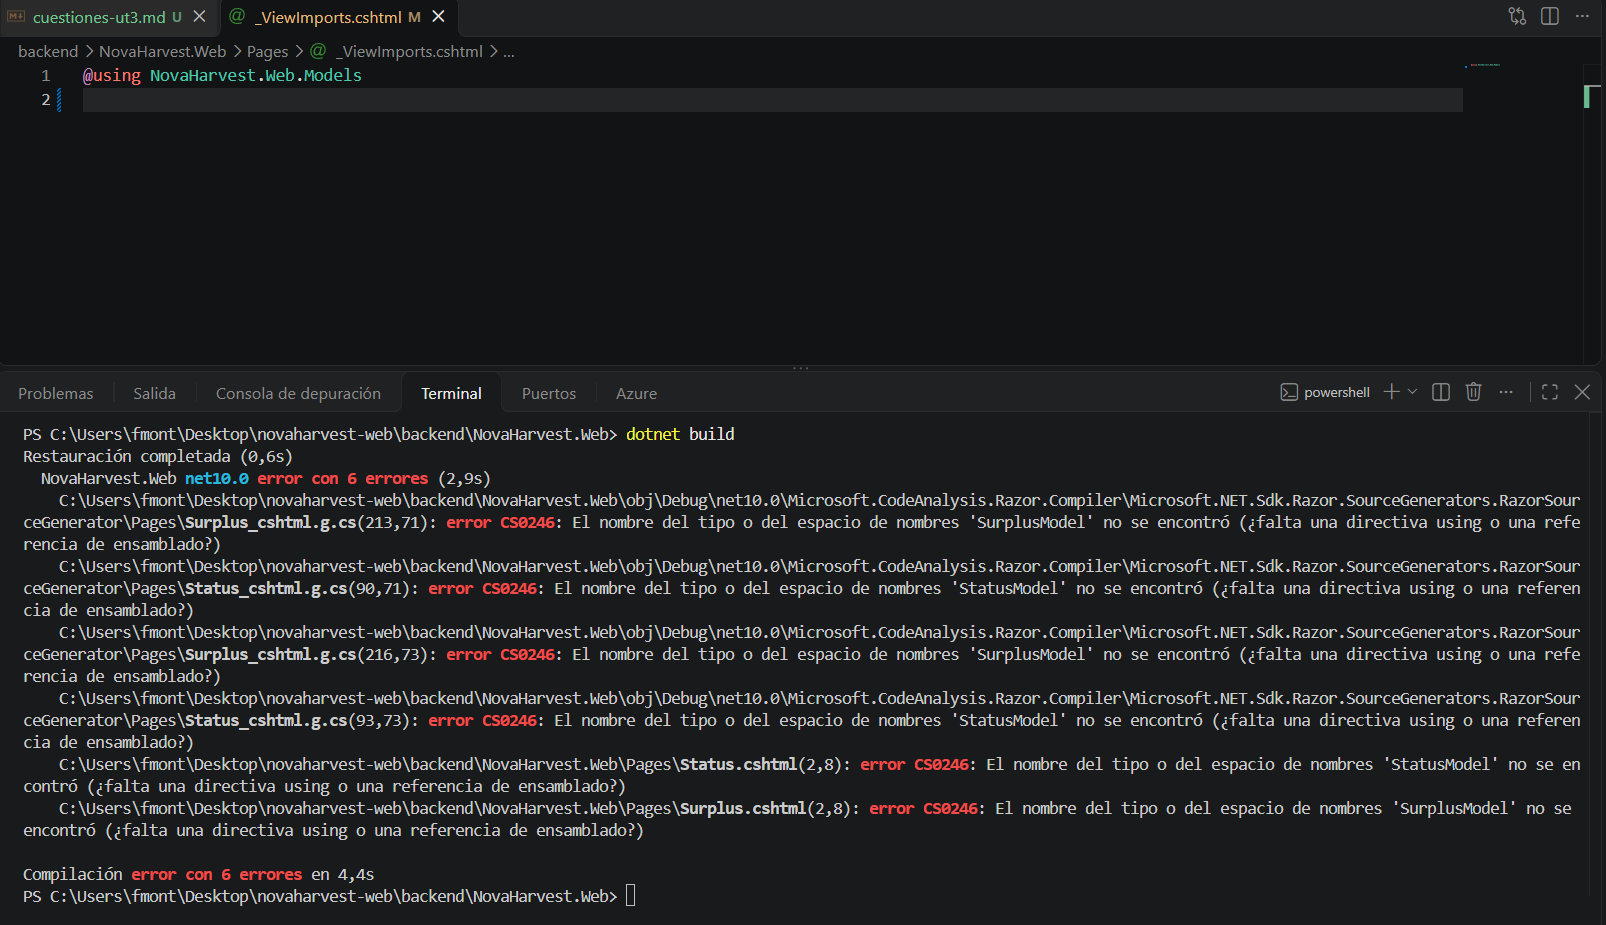 cuestiones-ut3.md U
_ViewImports.cshtml M
backend > NovaHarvest.Web > Pages > @ _ViewImports.cshtml > ...
1 @using NovaHarvest.Web.Models
2
Problemas Salida Consola de depuración Terminal Puertos Azure powershell
PS C:\Users\fmont\Desktop\novaharvest-web\backend\NovaHarvest.Web> dotnet build
Restauración completada (0,6s)
NovaHarvest.Web net10.0 error con 6 errores (2,9s)
C:\Users\fmont\Desktop\novaharvest-web\backend\NovaHarvest.Web\obj\Debug\net10.0\Microsoft.CodeAnalysis.Razor.Compiler\Microsoft.NET.Sdk.Razor.SourceGenerators.RazorSour
ceGenerator\Pages\Surplus_cshtml.g.cs(213,71): error CS0246: El nombre del tipo o del espacio de nombres 'SurplusModel' no se encontró (¿falta una directiva using o una refe
rencia de ensamblado?)
C:\Users\fmont\Desktop\novaharvest-web\backend\NovaHarvest.Web\obj\Debug\net10.0\Microsoft.CodeAnalysis.Razor.Compiler\Microsoft.NET.Sdk.Razor.SourceGenerators.RazorSour
ceGenerator\Pages\Status_cshtml.g.cs(90,71): error CS0246: El nombre del tipo o del espacio de nombres 'StatusModel' no se encontró (¿falta una directiva using o una referen
cia de ensamblado?)
C:\Users\fmont\Desktop\novaharvest-web\backend\NovaHarvest.Web\obj\Debug\net10.0\Microsoft.CodeAnalysis.Razor.Compiler\Microsoft.NET.Sdk.Razor.SourceGenerators.RazorSour
ceGenerator\Pages\Surplus_cshtml.g.cs(216,73): error CS0246: El nombre del tipo o del espacio de nombres 'SurplusModel' no se encontró (¿falta una directiva using o una refe
rencia de ensamblado?)
C:\Users\fmont\Desktop\novaharvest-web\backend\NovaHarvest.Web\obj\Debug\net10.0\Microsoft.CodeAnalysis.Razor.Compiler\Microsoft.NET.Sdk.Razor.SourceGenerators.RazorSour
ceGenerator\Pages\Status_cshtml.g.cs(93,73): error CS0246: El nombre del tipo o del espacio de nombres 'StatusModel' no se encontró (¿falta una directiva using o una referen
cia de ensamblado?)
C:\Users\fmont\Desktop\novaharvest-web\backend\NovaHarvest.Web\Pages\Status.cshtml(2,8): error CS0246: El nombre del tipo o del espacio de nombres 'StatusModel' no se en
contró (¿falta una directiva using o una referencia de ensamblado?)
C:\Users\fmont\Desktop\novaharvest-web\backend\NovaHarvest.Web\Pages\Surplus.cshtml(2,8): error CS0246: El nombre del tipo o del espacio de nombres 'SurplusModel' no se
encontró (¿falta una directiva using o una referencia de ensamblado?)
Compilación error con 6 errores en 4,4s
PS C:\Users\fmont\Desktop\novaharvest-web\backend\NovaHarvest.Web>